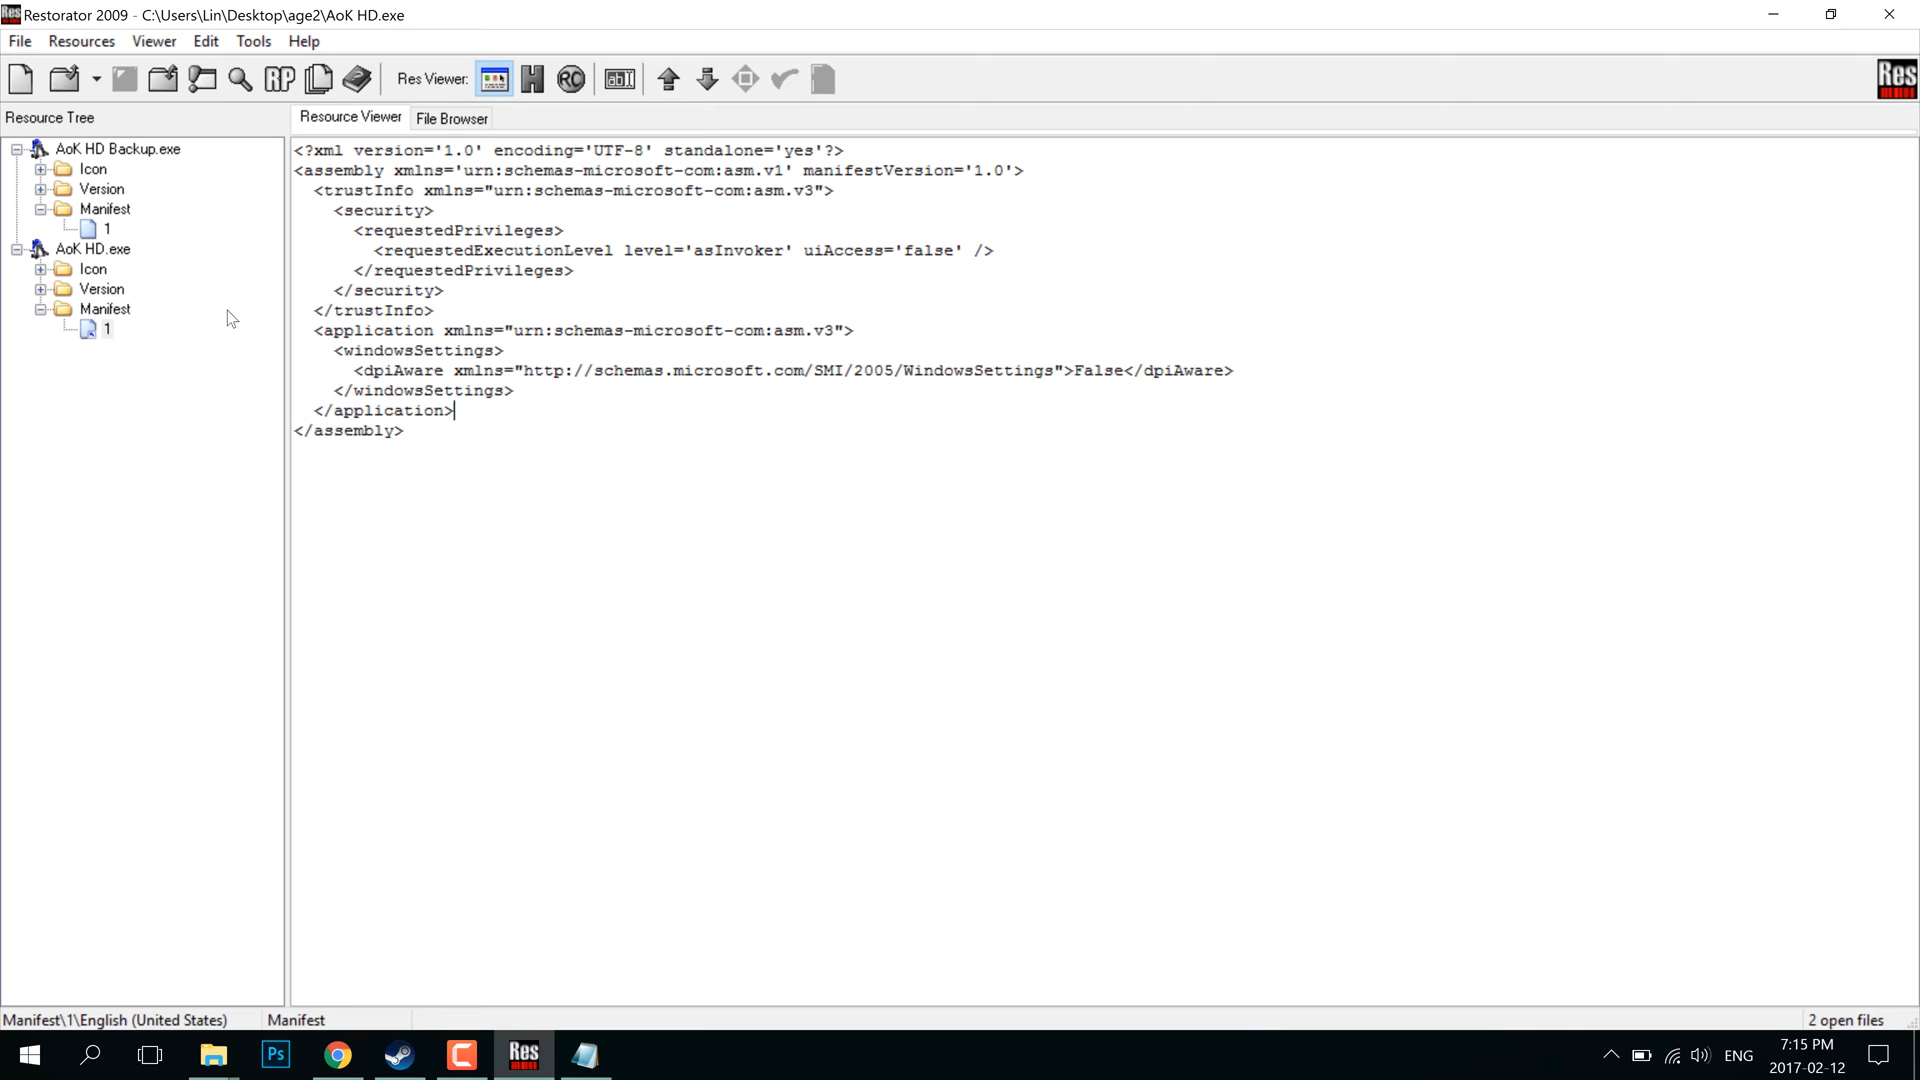 Res Restorator 2009 - C:\Users\Lin\Desktop\age2\AoK HD.exe
File Resources Viewer Edit Tools Help
RP Res Viewer: RC abI Res
Resource Tree
Resource Viewer File Browser
AoK HD Backup.exe
Icon
Version
Manifest
1
AoK HD.exe
Icon
Version
Manifest
1
<?xml version='1.0' encoding='UTF-8' standalone='yes'?>
<assembly xmlns='urn:schemas-microsoft-com:asm.v1' manifestVersion='1.0'>
<trustInfo xmlns="urn:schemas-microsoft-com:asm.v3">
<security>
<requestedPrivileges>
<requestedExecutionLevel level='asInvoker' uiAccess='false' />
</requestedPrivileges>
</security>
</trustInfo>
<application xmlns="urn:schemas-microsoft-com:asm.v3">
<windowsSettings>
<dpiAware xmlns="http://schemas.microsoft.com/SMI/2005/WindowsSettings">False</dpiAware>
</windowsSettings>
</application>
</assembly>
Manifest\1\English (United States) Manifest 2 open files
Ps Res ENG
7:15 PM
2017-02-12